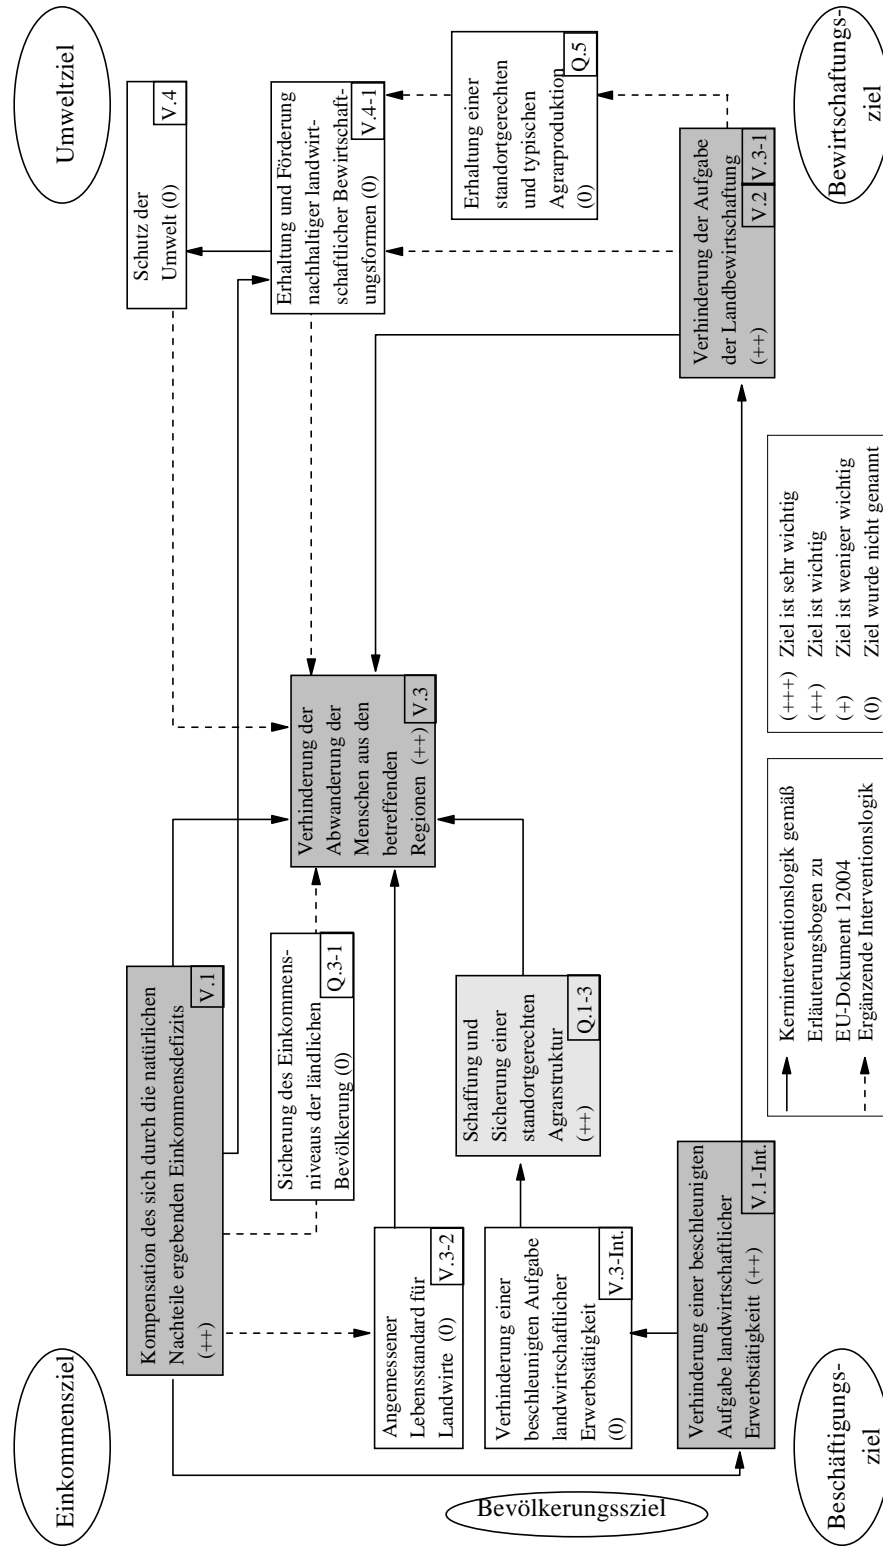 Einkommensziel
Umweltziel
Kompensation des sich durch die natürlichen
Nachteile ergebenden Einkommensdefizits
(++)
V.1
Schutz der
Umwelt (0)
V.4
Sicherung des Einkommens-
niveaus der ländlichen
Bevölkerung (0)
Q.3-1
Verhinderung der
Abwanderung der
Menschen aus den
betreffenden
Regionen (++)
V.3
Erhaltung und Förderung
nachhaltiger landwirt-
schaftlicher Bewirtschaft-
ungsformen (0)
V.4-1
Angemessener
Lebensstandard für
Landwirte (0)
V.3-2
Bevölkerungssziel
Verhinderung einer
beschleunigten Aufgabe
landwirtschaftlicher
Erwerbstätigkeit
(0)
V.3-Int.
Schaffung und
Sicherung einer
standortgerechten
Agrarstruktur
(++)
Q.1-3
Erhaltung einer
standortgerechten
und typischen
Agrarproduktion
(0)
Q.5
Verhinderung einer beschleunigten
Aufgabe landwirtschaftlicher
Erwerbstätigkeitt (++)
V.1-Int.
Verhinderung der Aufgabe
der Landbewirtschaftung
(++)
V.2
V.3-1
Beschäftigungs-
ziel
Kerninterventionslogik gemäß
Erläuterungsbogen zu
EU-Dokument 12004
Ergänzende Interventionslogik
(+++) Ziel ist sehr wichtig
(++) Ziel ist wichtig
(+) Ziel ist weniger wichtig
(0) Ziel wurde nicht genannt
Bewirtschaftungs-
ziel